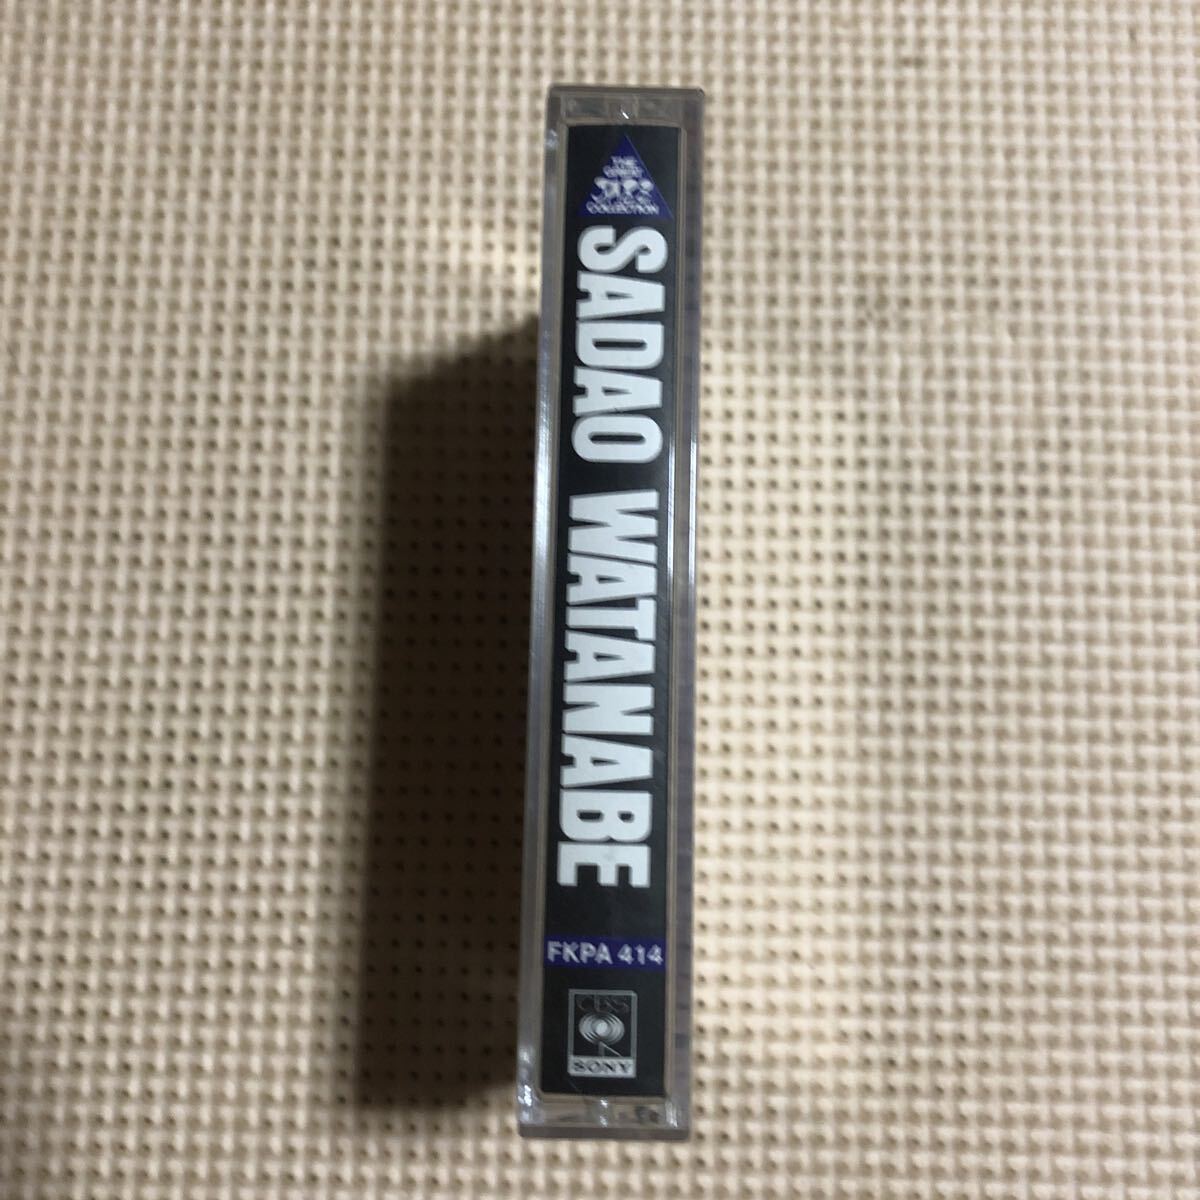 THE
GREAT
COLLECTION
SADAO WATANABE
FKPA 414
CBS
SONY